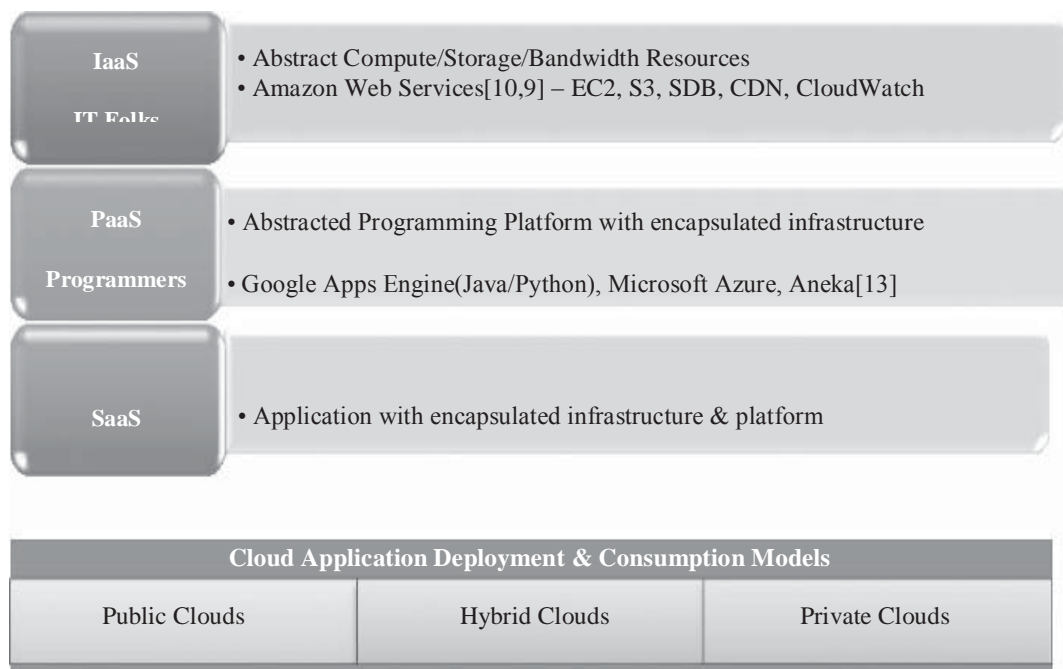 IaaS
IT Folks
• Abstract Compute/Storage/Bandwidth Resources
• Amazon Web Services[10,9] – EC2, S3, SDB, CDN, CloudWatch
PaaS
Programmers
• Abstracted Programming Platform with encapsulated infrastructure
• Google Apps Engine(Java/Python), Microsoft Azure, Aneka[13]
SaaS
• Application with encapsulated infrastructure & platform
Cloud Application Deployment & Consumption Models
Public Clouds
Hybrid Clouds
Private Clouds